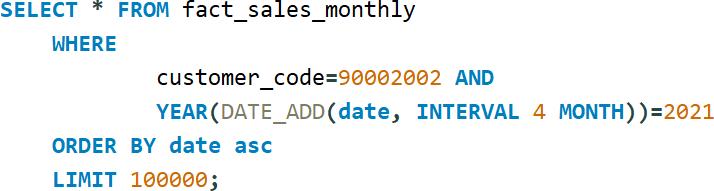 SELECT * FROM fact_sales_monthly
WHERE
customer_code=90002002 AND
YEAR(DATE_ADD(date, INTERVAL 4 MONTH))=2021
ORDER BY date asc
LIMIT 100000;